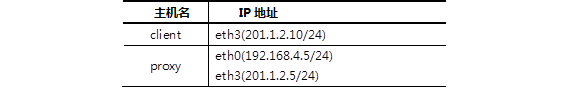 主机名 IP 地址
client eth3(201.1.2.10/24)
proxy eth0(192.168.4.5/24)
eth3(201.1.2.5/24)